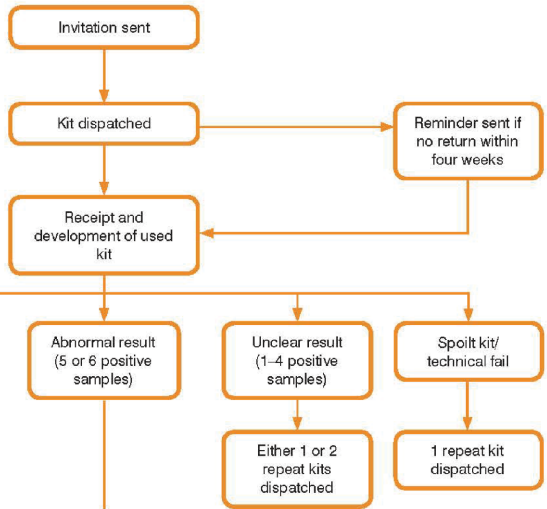 Invitation sent
Kit dispatched
Reminder sent if
no return within
four weeks
Receipt and
development of used
kit
Abnormal result
(5 or 6 positive
samples)
Unclear result
(1–4 positive
samples)
Spoilt kit/
technical fail
Either 1 or 2
repeat kits
dispatched
1 repeat kit
dispatched